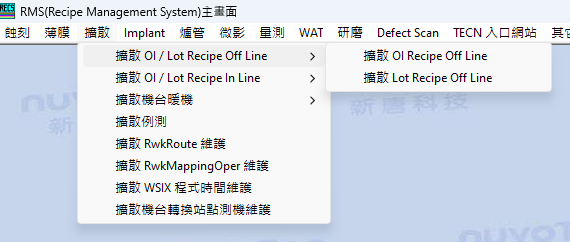 RMS(Recipe Management System)主畫面
蝕刻 薄膜 擴散 Implant 爐管 微影 量測 WAT 研磨 Defect Scan TECN 入口網站
擴散 OI / Lot Recipe Off Line
擴散 OI / Lot Recipe In Line
擴散機台暖機
擴散例測
擴散 RwkRoute 維護
擴散 RwkMappingOper 維護
擴散 WSIX 程式時間維護
擴散機台轉換站點測機維護
擴散 OI Recipe Off Line
擴散 Lot Recipe Off Line
新唐科技